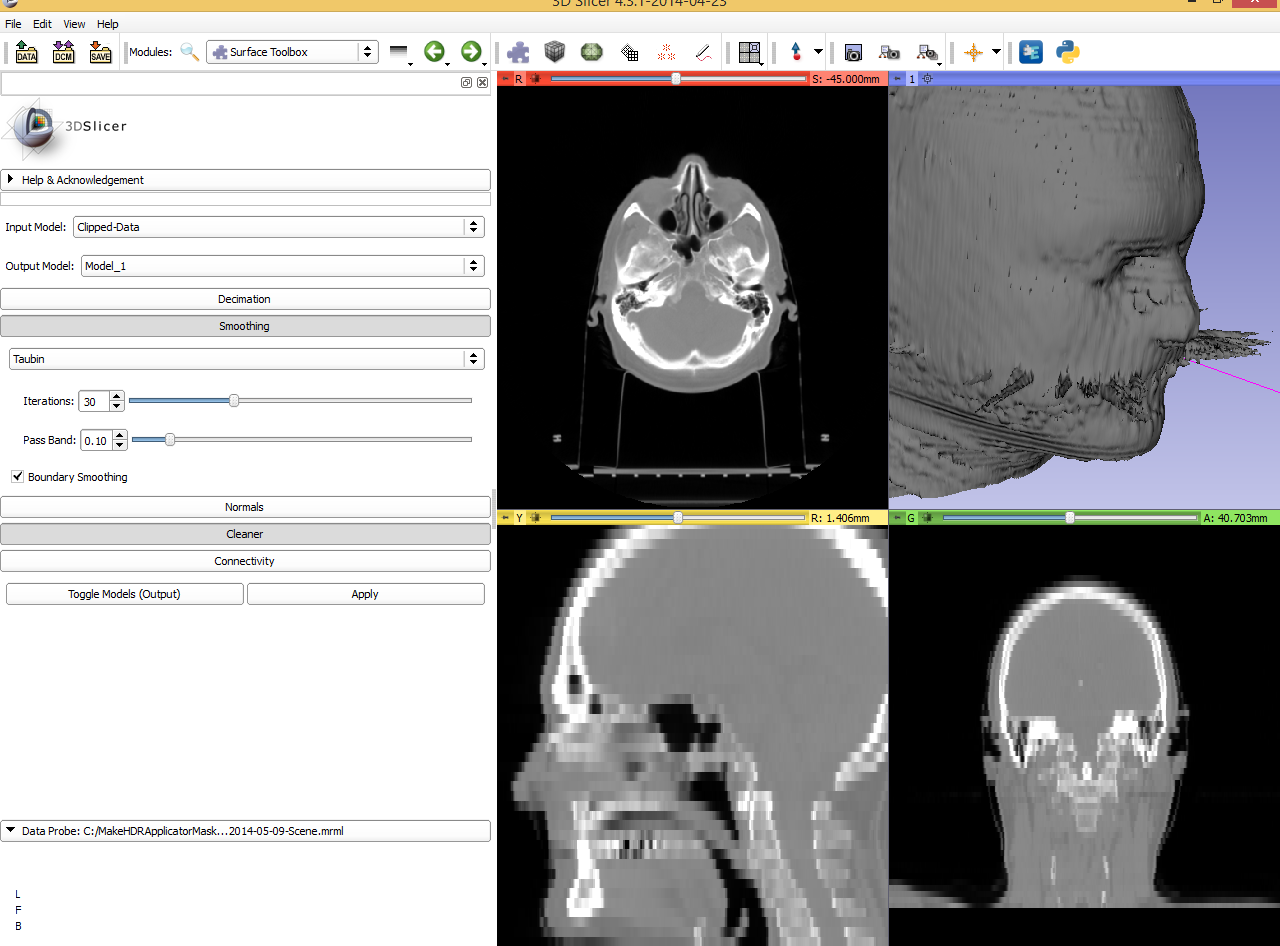 3D Slicer 4.3.1-2014-04-23
File Edit View Help
DATA DCM SAVE Modules: Surface Toolbox
3DSlicer
Help & Acknowledgement
Input Model: Clipped-Data
Output Model: Model_1
Decimation
Smoothing
Taubin
Iterations: 30
Pass Band: 0.10
Boundary Smoothing
Normals
Cleaner
Connectivity
Toggle Models (Output) Apply
Data Probe: C:/MakeHDRApplicatorMask...2014-05-09-Scene.mrml
L
F
B
R S: -45.000mm
1
Y R: 1.406mm
G A: 40.703mm